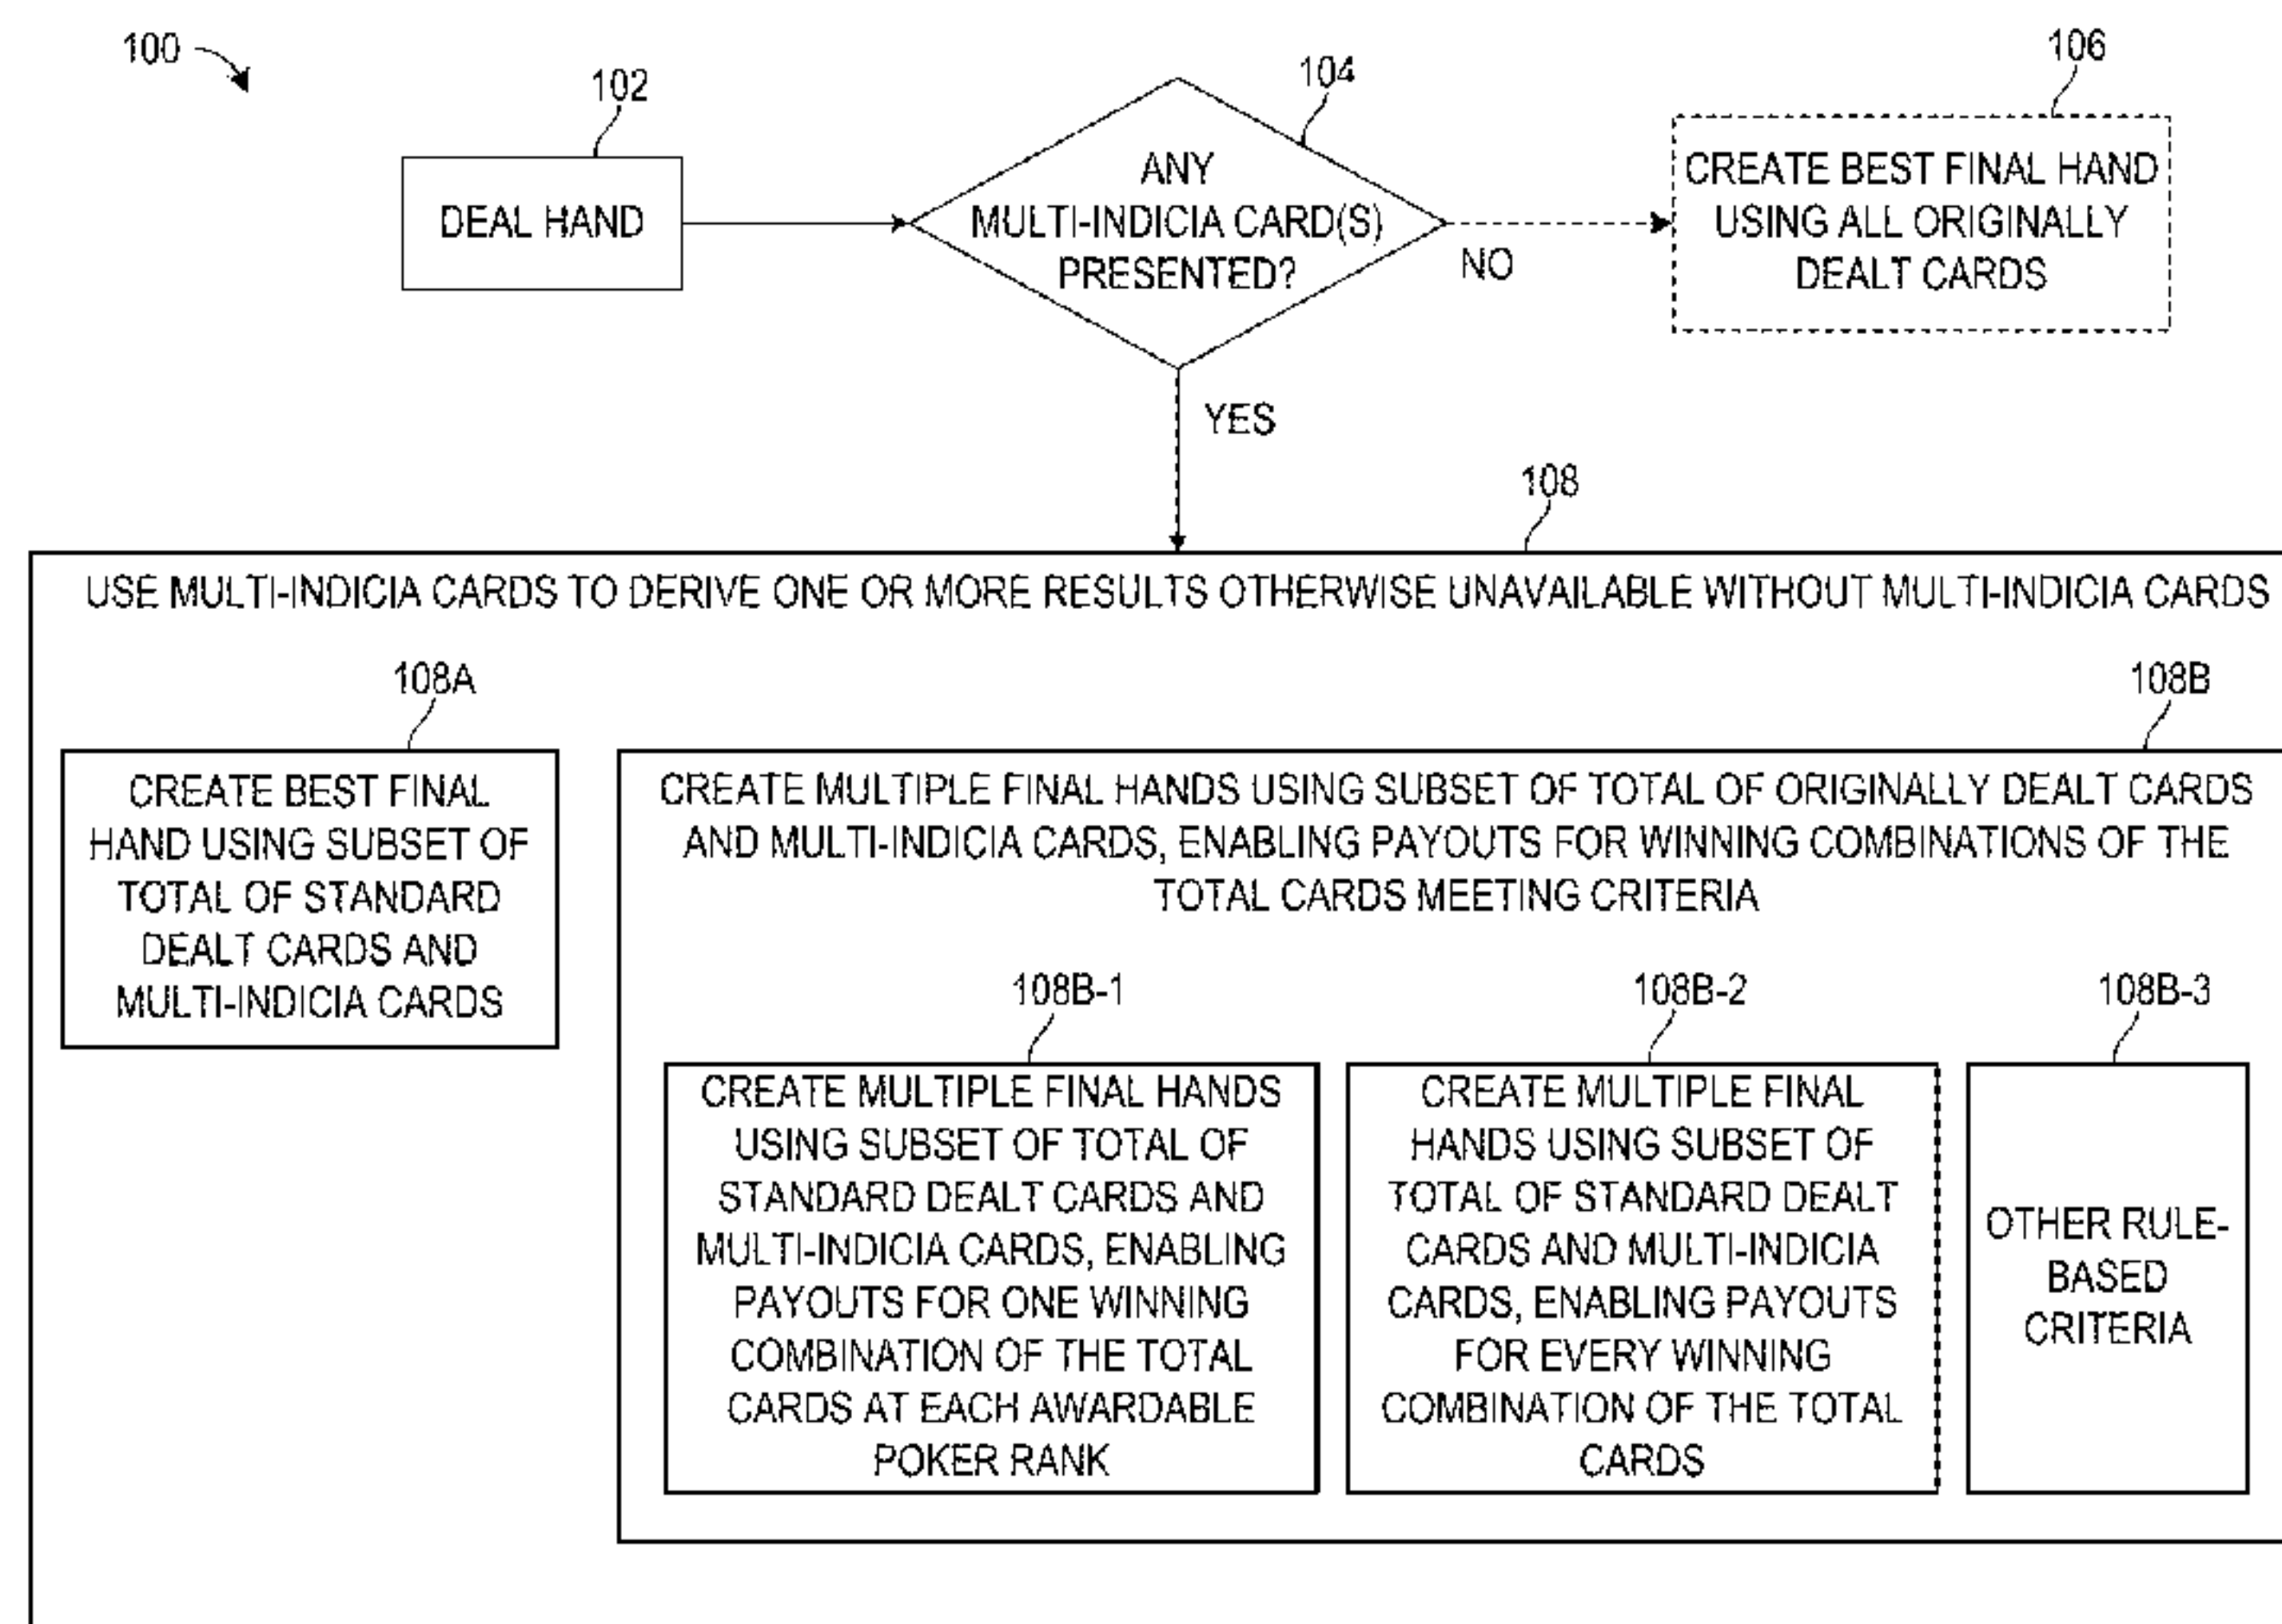 100
102
104
106
DEAL HAND
ANY
MULTI-INDICIA CARD(S)
PRESENTED?
NO
CREATE BEST FINAL HAND
USING ALL ORIGINALLY
DEALT CARDS
YES
108
USE MULTI-INDICIA CARDS TO DERIVE ONE OR MORE RESULTS OTHERWISE UNAVAILABLE WITHOUT MULTI-INDICIA CARDS
108A
CREATE BEST FINAL
HAND USING SUBSET OF
TOTAL OF STANDARD
DEALT CARDS AND
MULTI-INDICIA CARDS
108B
CREATE MULTIPLE FINAL HANDS USING SUBSET OF TOTAL OF ORIGINALLY DEALT CARDS
AND MULTI-INDICIA CARDS, ENABLING PAYOUTS FOR WINNING COMBINATIONS OF THE
TOTAL CARDS MEETING CRITERIA
108B-1
CREATE MULTIPLE FINAL HANDS
USING SUBSET OF TOTAL OF
STANDARD DEALT CARDS AND
MULTI-INDICIA CARDS, ENABLING
PAYOUTS FOR ONE WINNING
COMBINATION OF THE TOTAL
CARDS AT EACH AWARDABLE
POKER RANK
108B-2
CREATE MULTIPLE FINAL
HANDS USING SUBSET OF
TOTAL OF STANDARD DEALT
CARDS AND MULTI-INDICIA
CARDS, ENABLING PAYOUTS
FOR EVERY WINNING
COMBINATION OF THE TOTAL
CARDS
108B-3
OTHER RULE-
BASED
CRITERIA